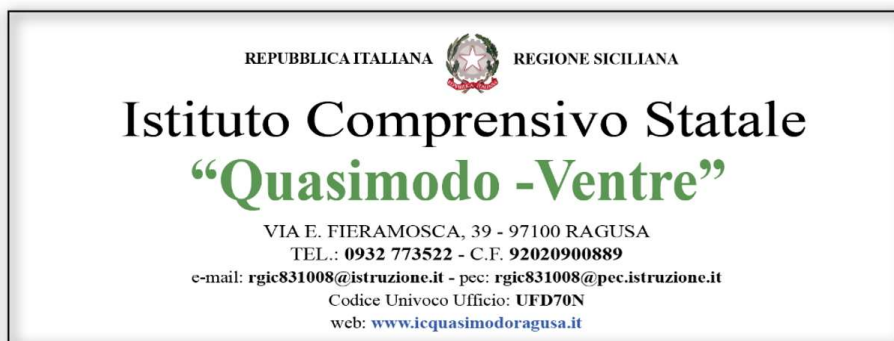 REPUBBLICA ITALIANA REGIONE SICILIANA
Istituto Comprensivo Statale
“Quasimodo -Ventre”
VIA E. FIERAMOSCA, 39 - 97100 RAGUSA
TEL.: 0932 773522 - C.F. 92020900889
e-mail: rgic831008@istruzione.it - pec: rgic831008@pec.istruzione.it
Codice Univoco Ufficio: UFD70N
web: www.icquasimodoragusa.it